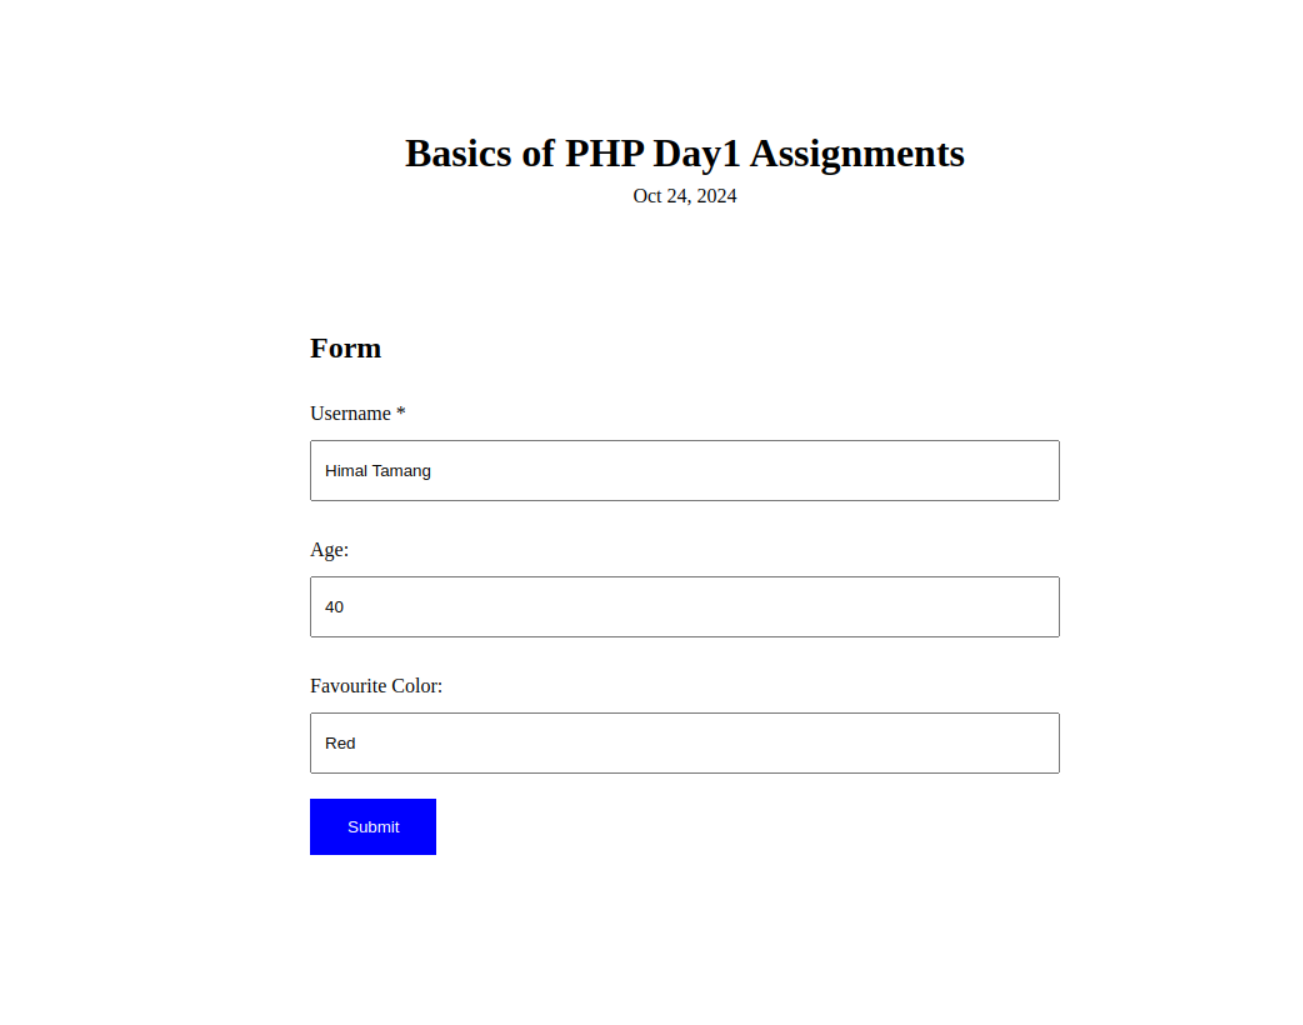 Basics of PHP Day1 Assignments
Oct 24, 2024
Form
Username *
Himal Tamang
Age:
40
Favourite Color:
Red
Submit